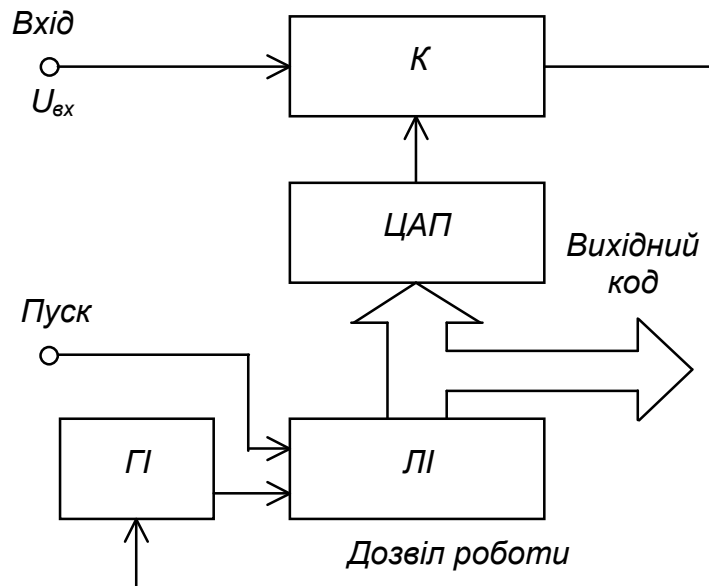 Вхід
K
Uвх
ЦАП
Вихідний
код
Пуск
ГІ
ЛІ
Дозвіл роботи